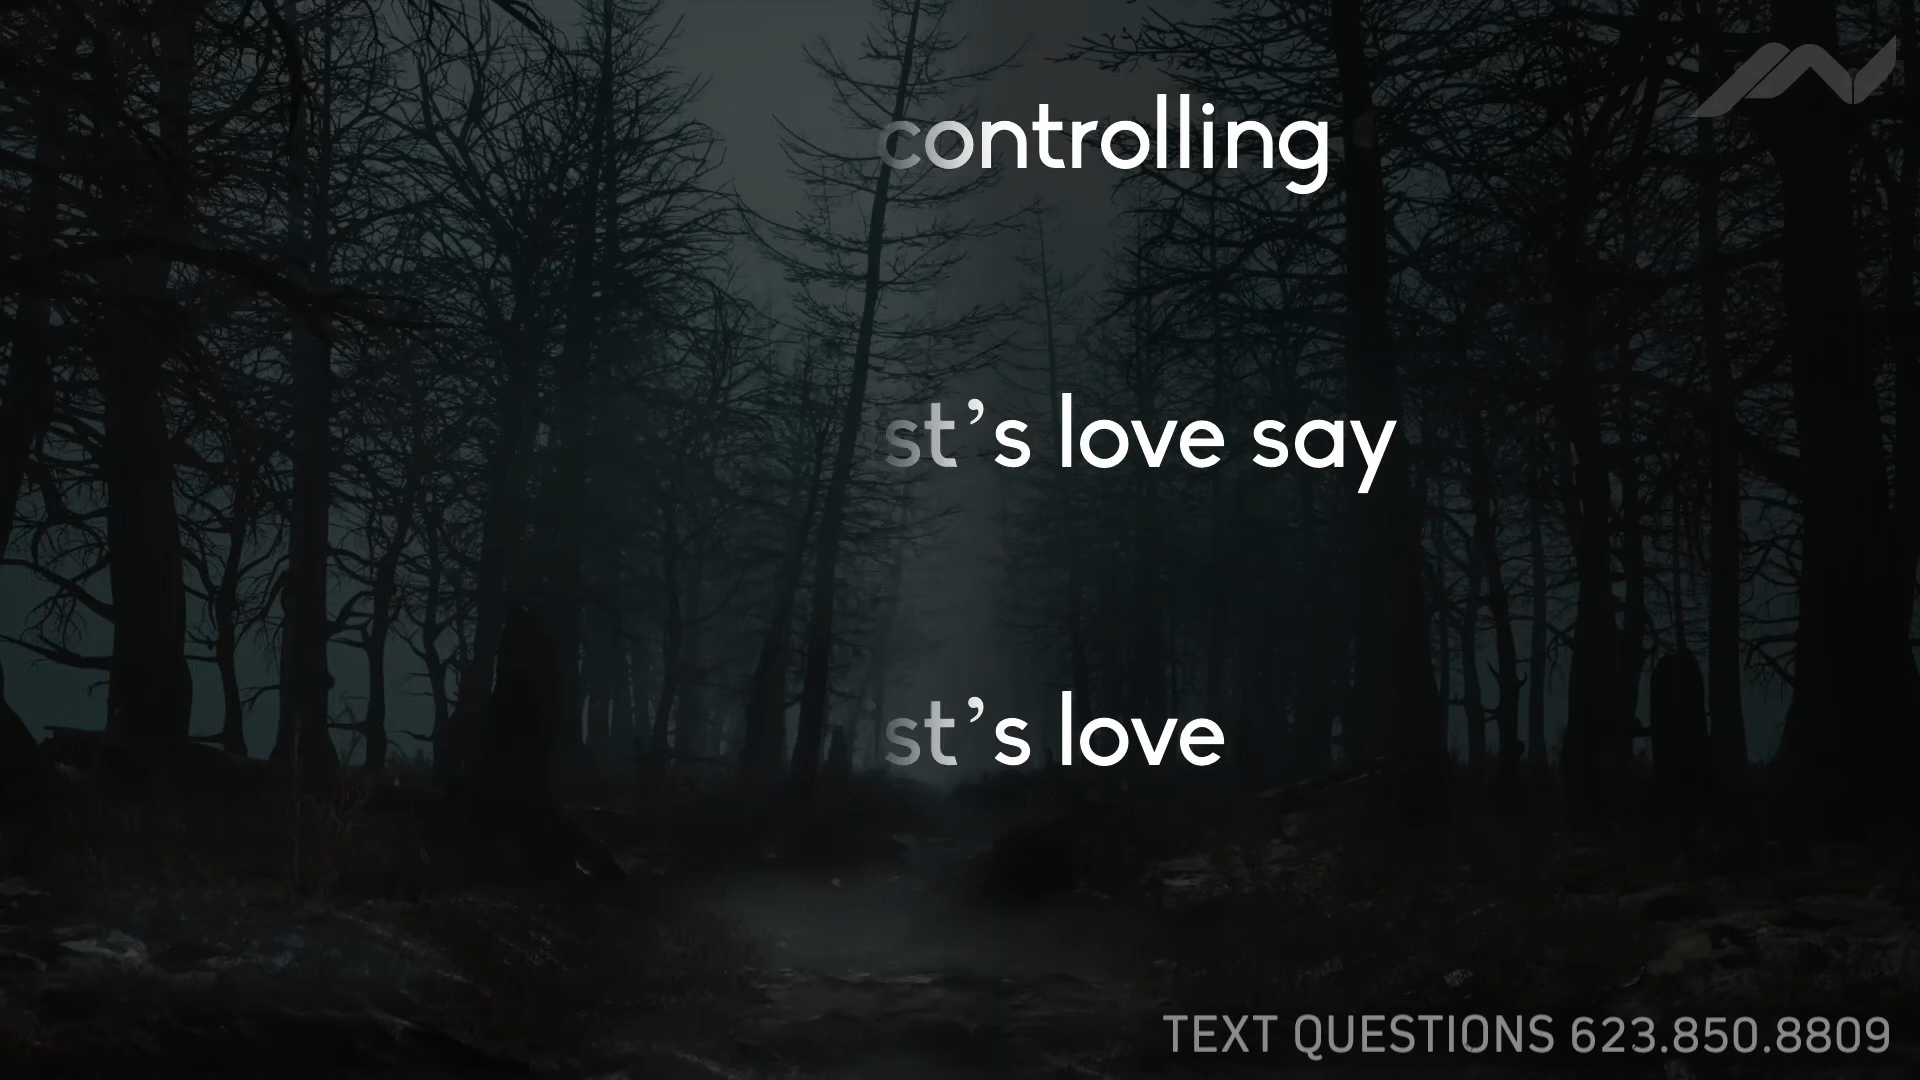 controlling
st’s love say
st’s love
TEXT QUESTIONS 623.850.8809